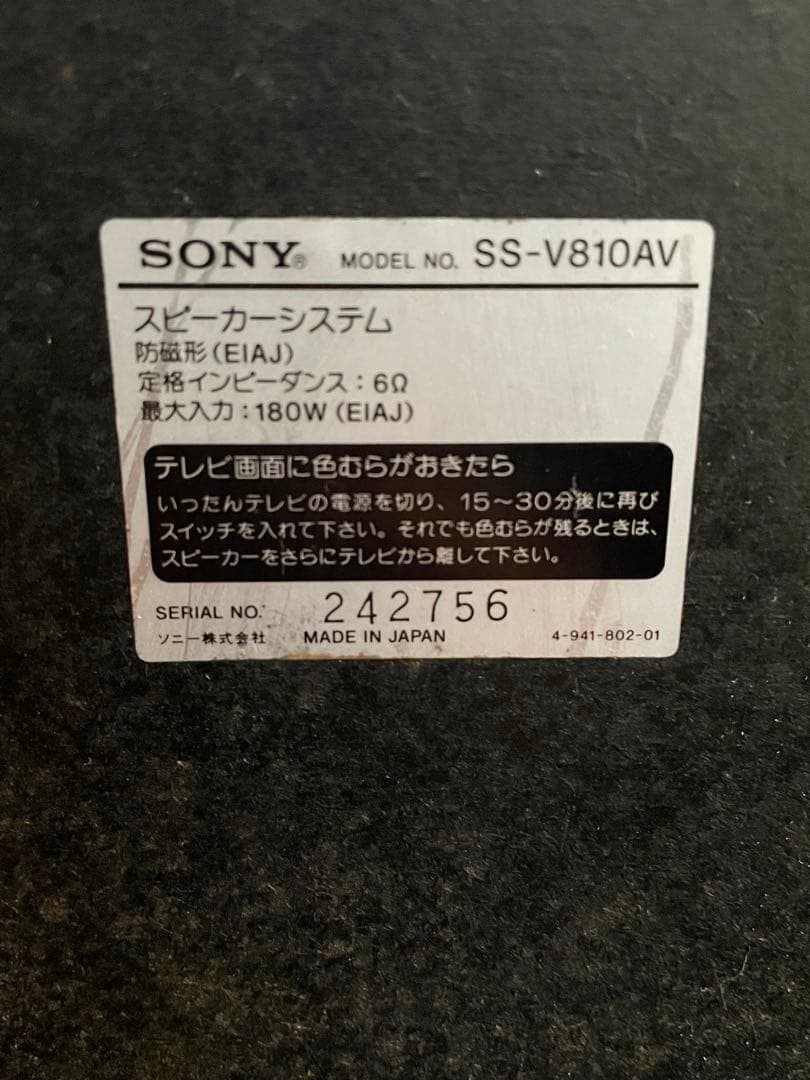 SONY® MODEL NO. SS-V810AV
スピーカーシステム
防磁形(EIAJ)
定格インピーダンス:6Ω
最大入力:180W(EIAJ)
テレビ画面に色むらがおきたら
いったんテレビの電源を切り、15~30分後に再び
スイッチを入れて下さい。それでも色むらが残るときは、
スピーカーをさらにテレビから離して下さい。
SERIAL NO. 242756
ソニー株式会社 MADE IN JAPAN 4-941-802-01